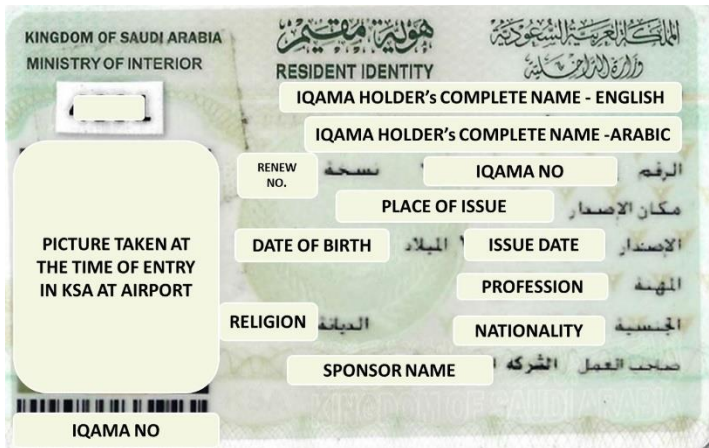 KINGDOM OF SAUDI ARABIA
MINISTRY OF INTERIOR
هوية مقيم
RESIDENT IDENTITY
المملكة العربية السعودية
وزارة الداخلية
IQAMA HOLDER's COMPLETE NAME - ENGLISH
IQAMA HOLDER's COMPLETE NAME -ARABIC
RENEW NO. نسخة IQAMA NO الرقم
PLACE OF ISSUE مكان الإصدار
DATE OF BIRTH الميلاد ISSUE DATE الإصدار
PROFESSION المهنة
RELIGION الديانة NATIONALITY الجنسية
SPONSOR NAME الشركه صاحب العمل
PICTURE TAKEN AT
THE TIME OF ENTRY
IN KSA AT AIRPORT
KINGDOM OF SAUDI ARABIA
IQAMA NO